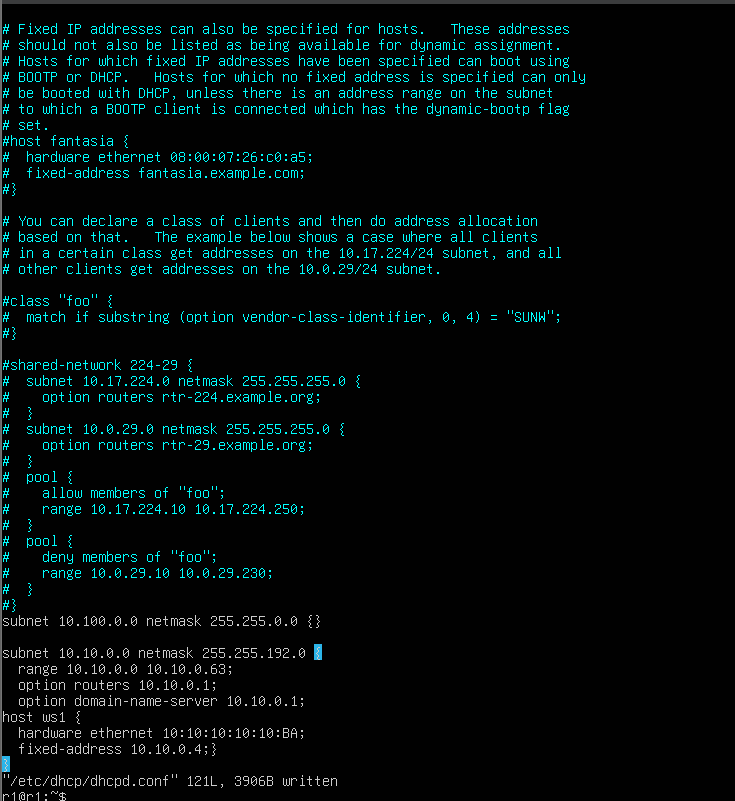 # Fixed IP addresses can also be specified for hosts.   These addresses
# should not also be listed as being available for dynamic assignment.
# Hosts for which fixed IP addresses have been specified can boot using
# BOOTP or DHCP.   Hosts for which no fixed address is specified can only
# be booted with DHCP, unless there is an address range on the subnet
# to which a BOOTP client is connected which has the dynamic-bootp flag
# set.
#host fantasia {
#  hardware ethernet 08:00:07:26:c0:a5;
#  fixed-address fantasia.example.com;
#}

# You can declare a class of clients and then do address allocation
# based on that.   The example below shows a case where all clients
# in a certain class get addresses on the 10.17.224/24 subnet, and all
# other clients get addresses on the 10.0.29/24 subnet.

#class "foo" {
#  match if substring (option vendor-class-identifier, 0, 4) = "SUNW";
#}

#shared-network 224-29 {
#  subnet 10.17.224.0 netmask 255.255.255.0 {
#    option routers rtr-224.example.org;
#  }
#  subnet 10.0.29.0 netmask 255.255.255.0 {
#    option routers rtr-29.example.org;
#  }
#  pool {
#    allow members of "foo";
#    range 10.17.224.10 10.17.224.250;
#  }
#  pool {
#    deny members of "foo";
#    range 10.0.29.10 10.0.29.230;
#  }
#}
subnet 10.100.0.0 netmask 255.255.0.0 {}

subnet 10.10.0.0 netmask 255.255.192.0 {
  range 10.10.0.0 10.10.0.63;
  option routers 10.10.0.1;
  option domain-name-server 10.10.0.1;
host ws1 {
  hardware ethernet 10:10:10:10:10:BA;
  fixed-address 10.10.0.4;}
}
"/etc/dhcp/dhcpd.conf" 121L, 3906B written
r1@r1:~$